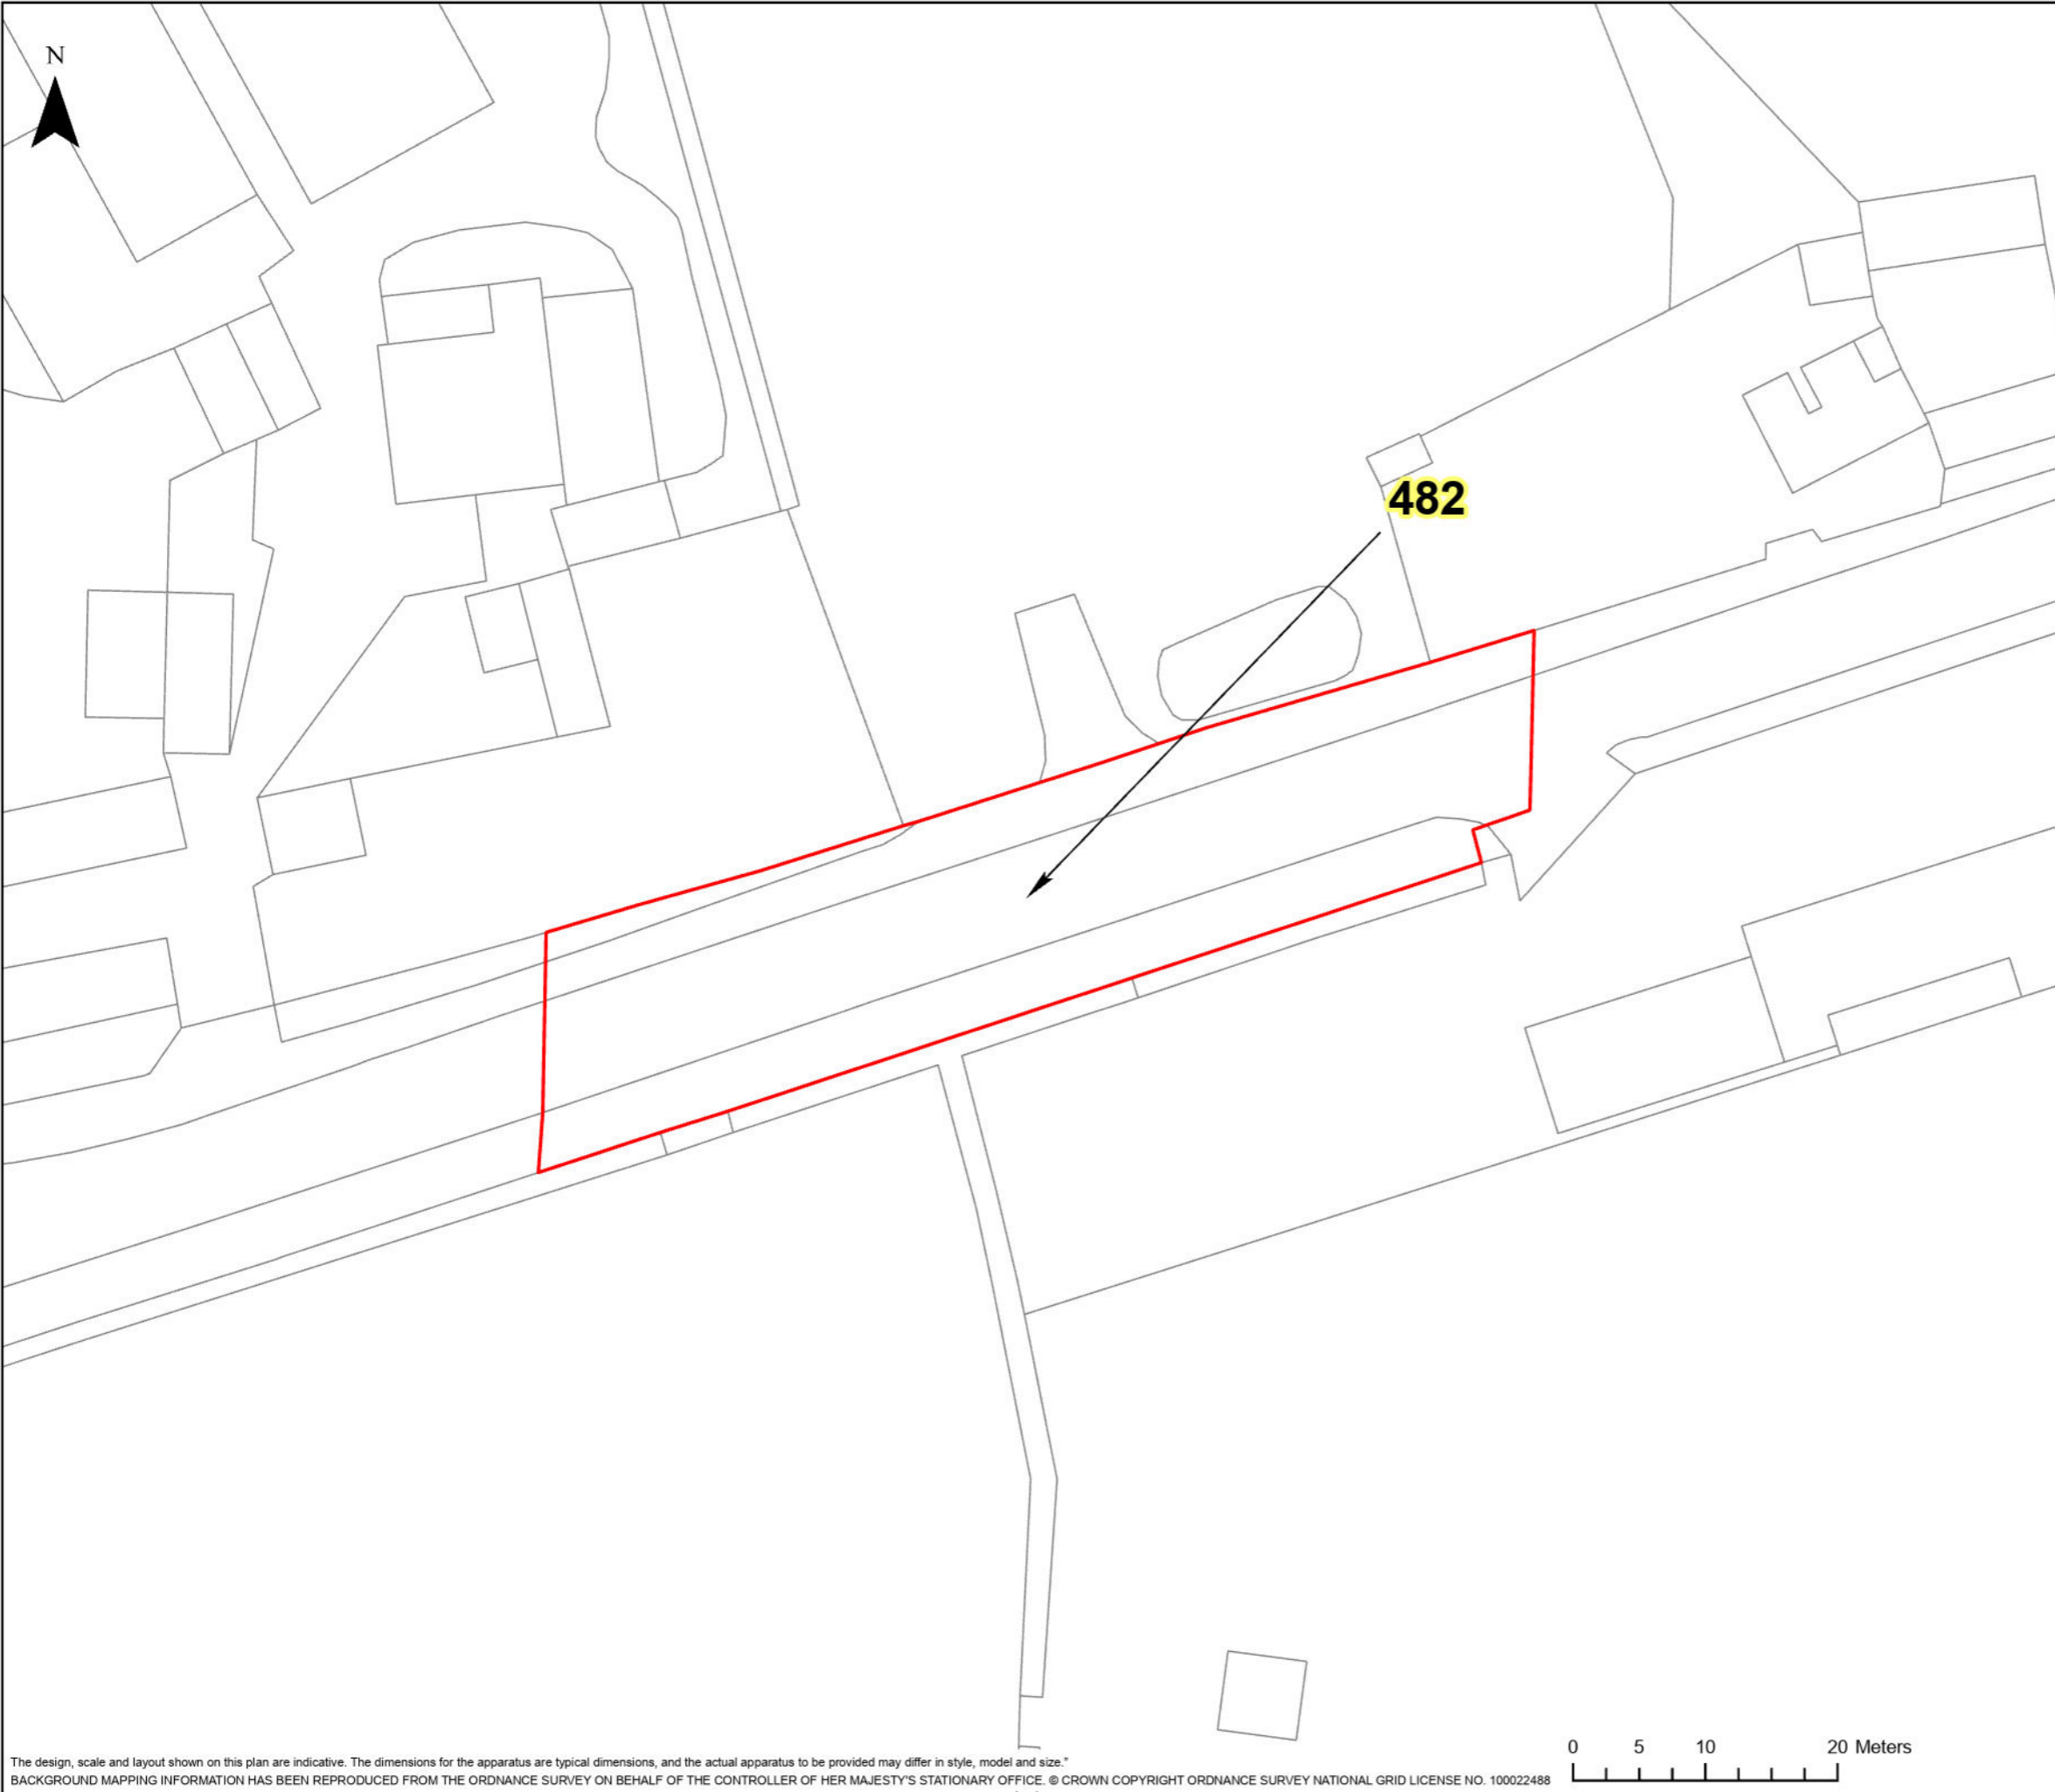 N
482
0 5 10 20 Meters
The design, scale and layout shown on this plan are indicative. The dimensions for the apparatus are typical dimensions, and the actual apparatus to be provided may differ in style, model and size."
BACKGROUND MAPPING INFORMATION HAS BEEN REPRODUCED FROM THE ORDNANCE SURVEY ON BEHALF OF THE CONTROLLER OF HER MAJESTY'S STATIONARY OFFICE. © CROWN COPYRIGHT ORDNANCE SURVEY NATIONAL GRID LICENSE NO. 100022488